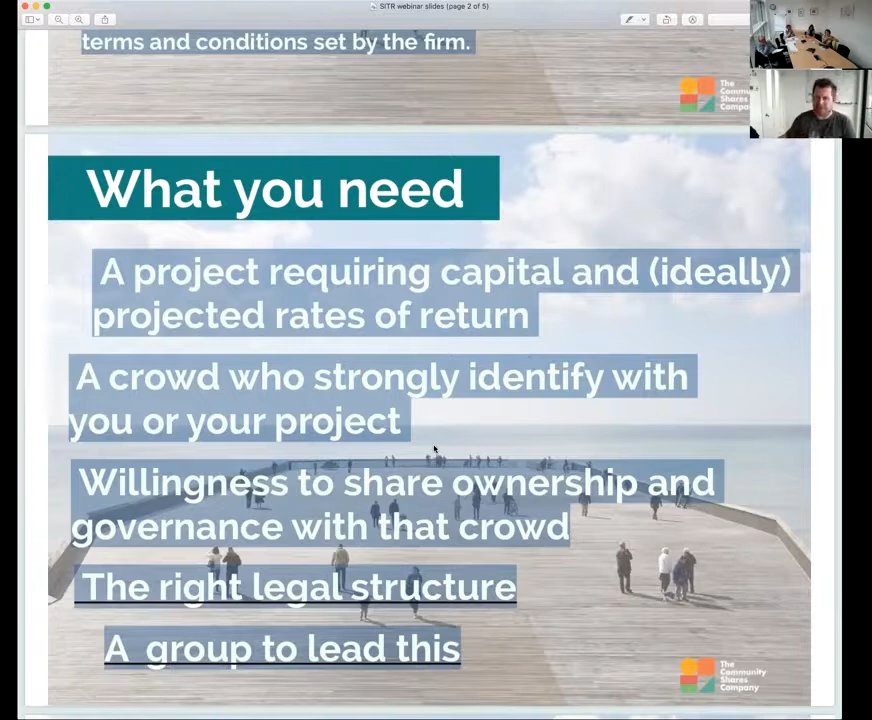 SITR webinar slides (page 2 of 5)
terms and conditions set by the firm.
The
Shares
What you need
A project requiring capital and (ideally)
projected rates of return
A crowd who strongly identify with
you or your project
Willingness to share ownership and
governance with that crowd
The right legal structure
A group to lead this
The
Community
Shares
Company